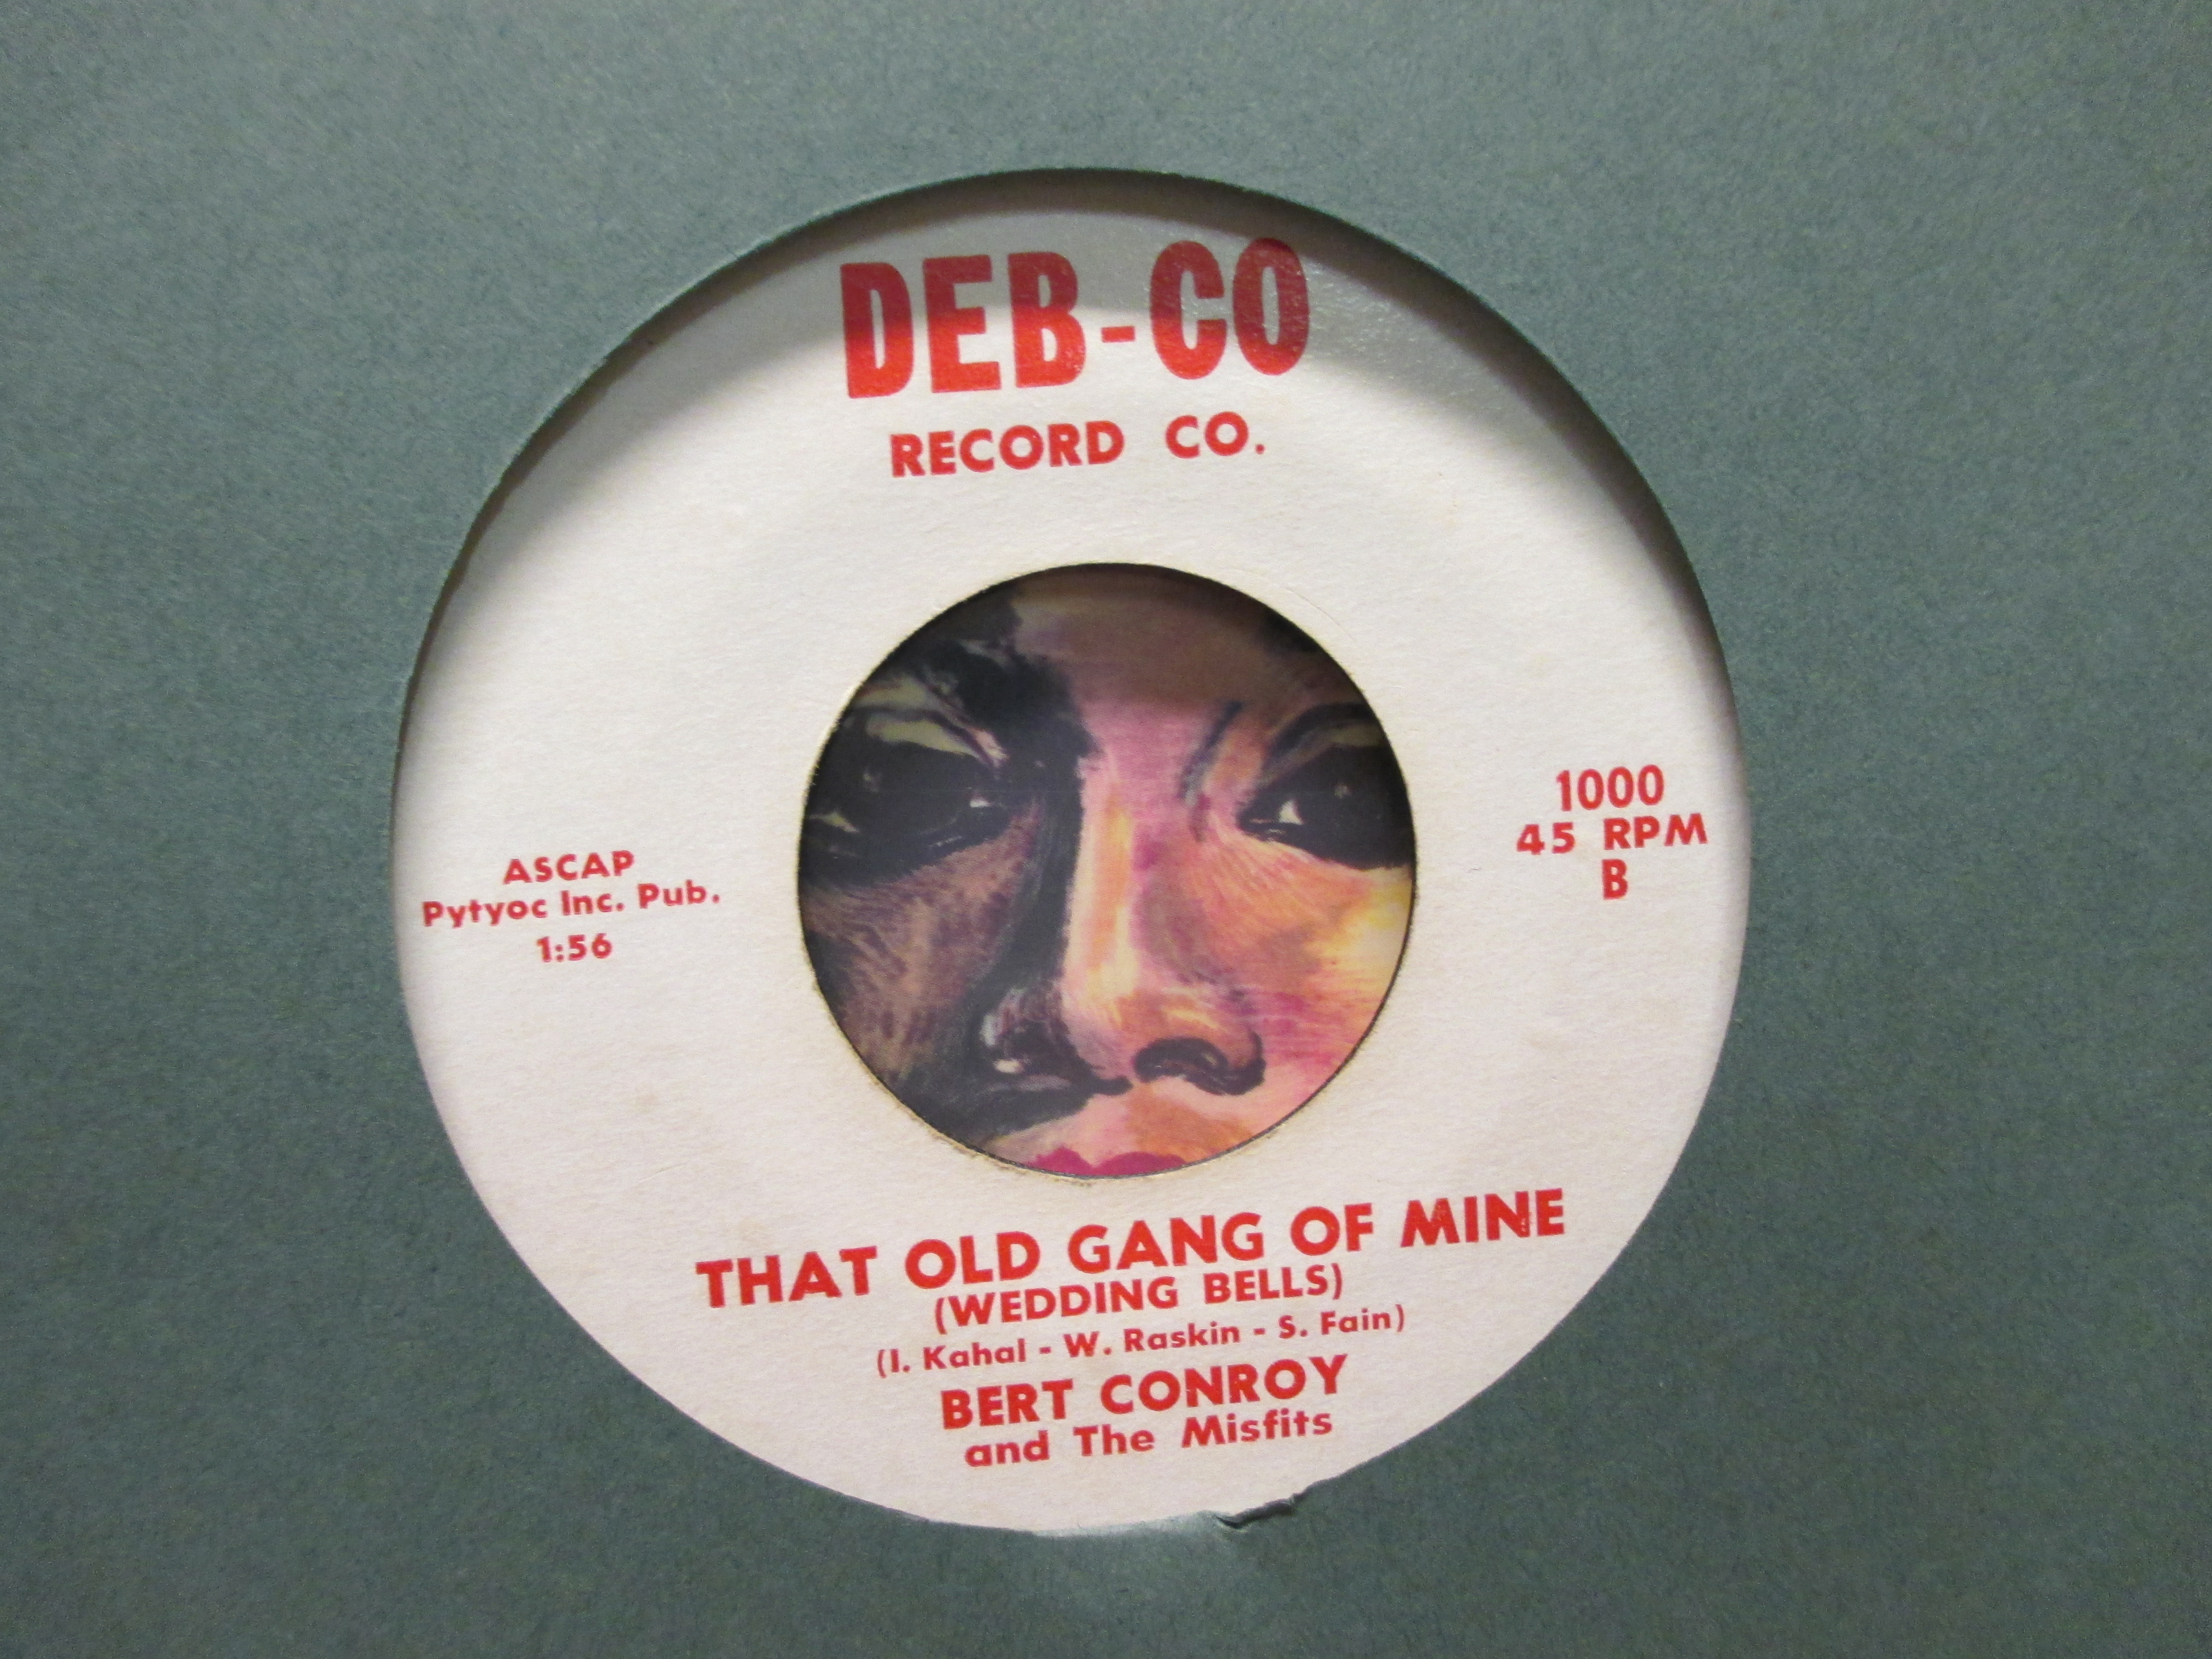 DEB-CO
RECORD CO.
ASCAP
Pytyoc Inc. Pub.
1:56
1000
45 RPM
B
THAT OLD GANG OF MINE
(WEDDING BELLS)
(I. Kahal - W. Raskin - S. Fain)
BERT CONROY
and The Misfits